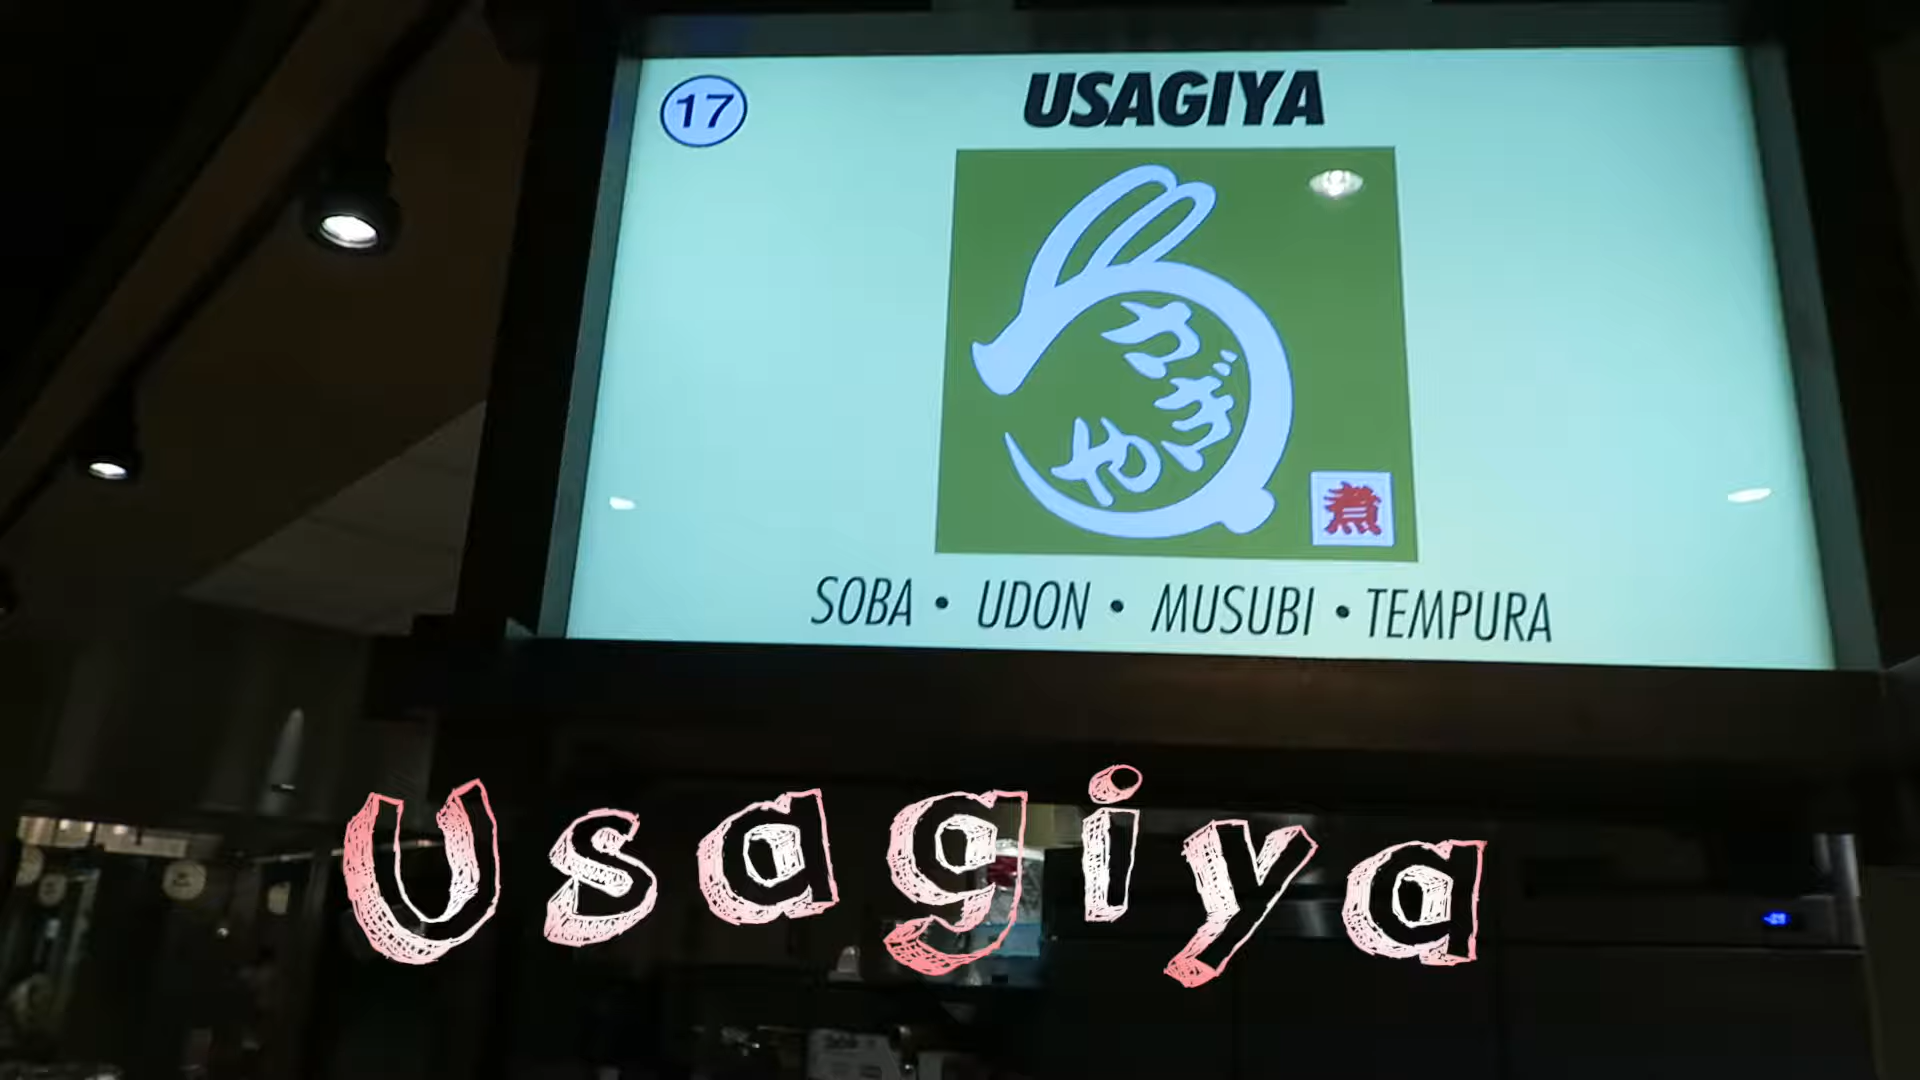 17
USAGIYA
うさぎや
煮
SOBA • UDON • MUSUBI • TEMPURA
Usagiya